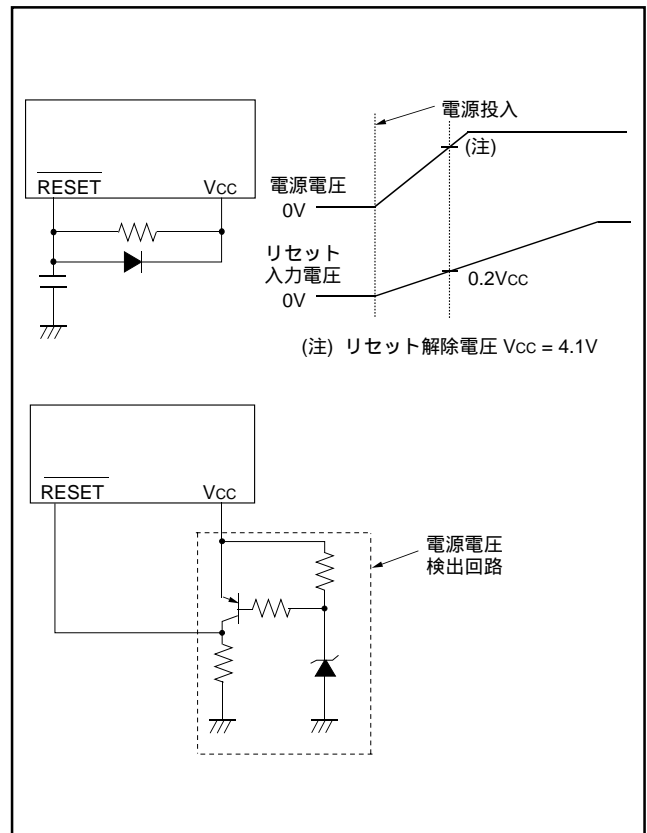 RESET
VCC
電源投入
(注)
電源電圧
0V
リセット
入力電圧
0V
0.2VCC
(注) リセット解除電圧 VCC = 4.1V
RESET
VCC
電源電圧
検出回路